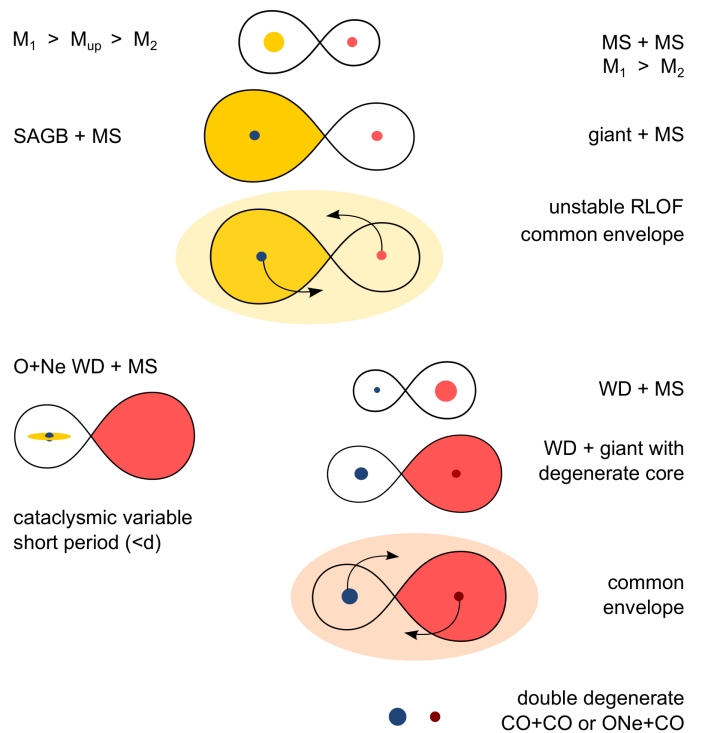 M₁ > Mᵤₚ > M₂
MS + MS
M₁ > M₂
SAGB + MS
giant + MS
unstable RLOF
common envelope
O+Ne WD + MS
WD + MS
WD + giant with
degenerate core
cataclysmic variable
short period (<d)
common
envelope
double degenerate
CO+CO or ONe+CO